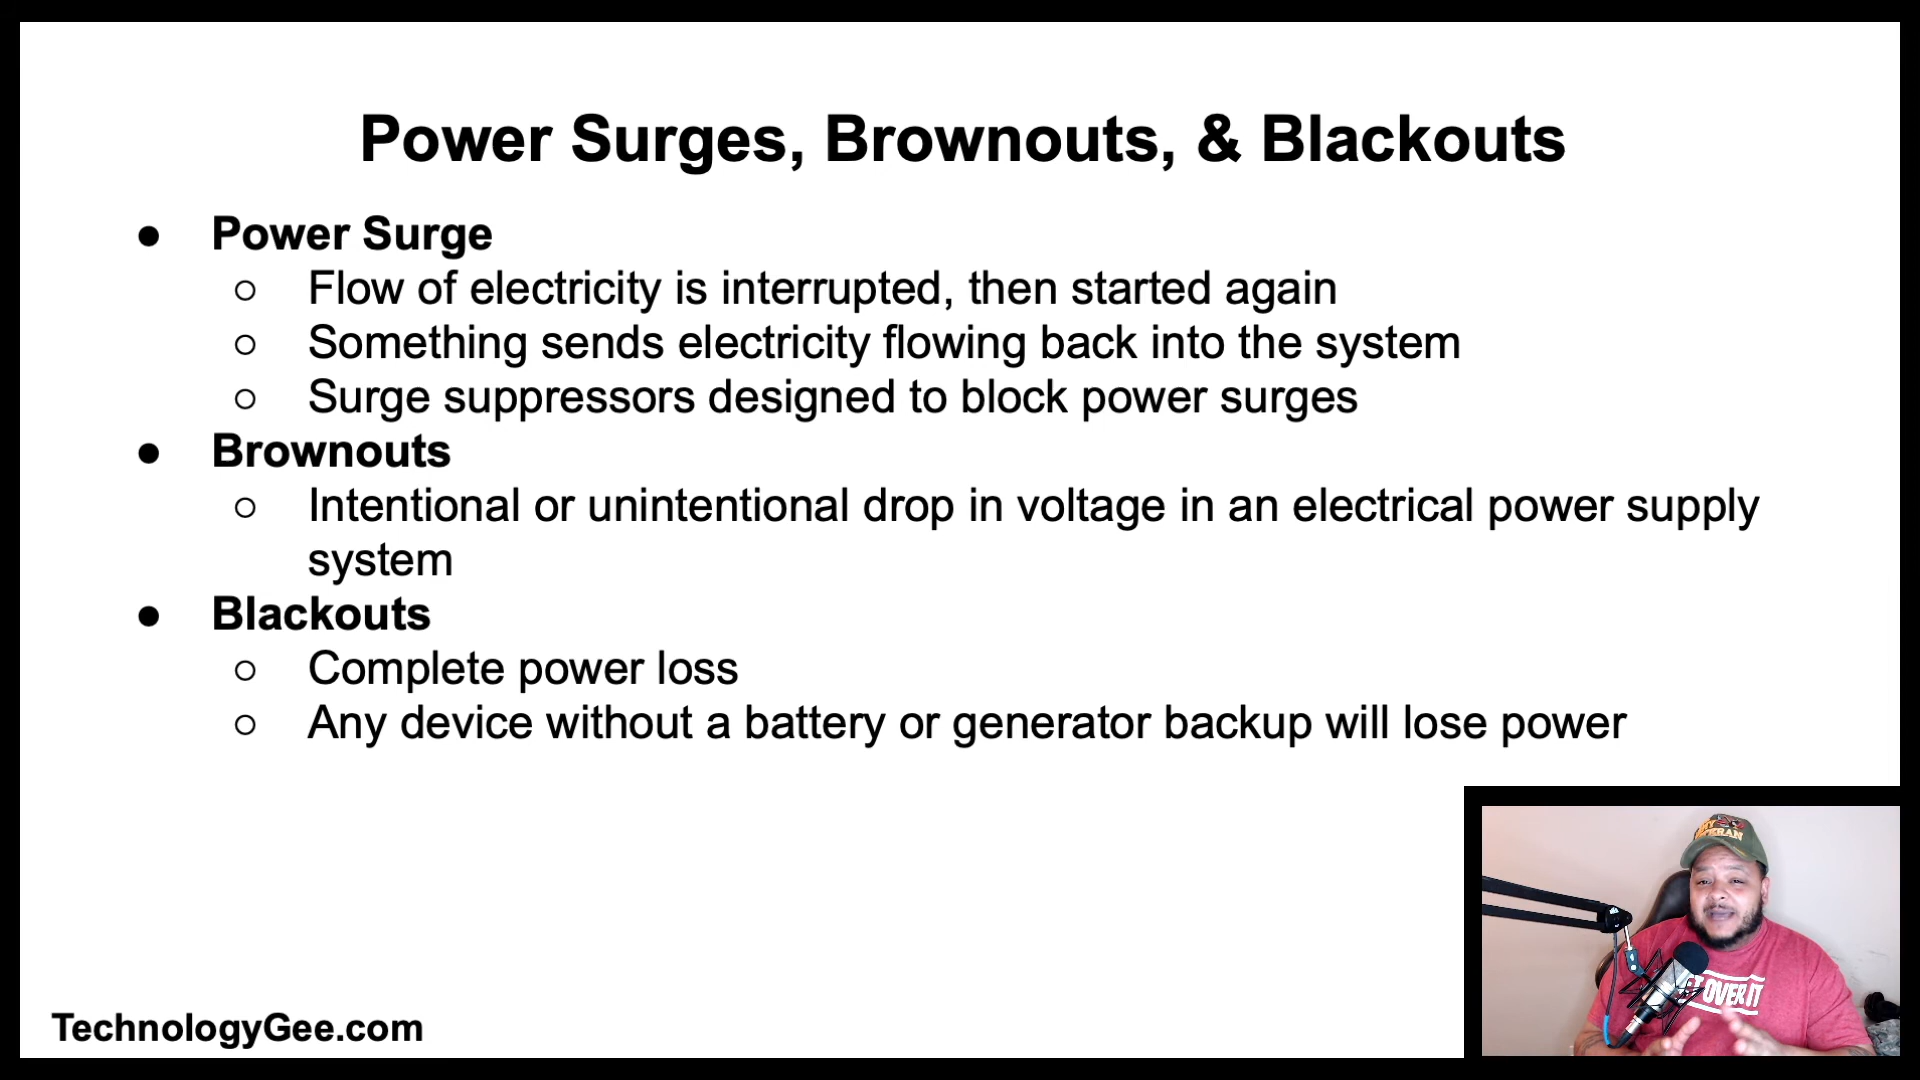 Power Surges, Brownouts, & Blackouts
● Power Surge
○ Flow of electricity is interrupted, then started again
○ Something sends electricity flowing back into the system
○ Surge suppressors designed to block power surges
● Brownouts
○ Intentional or unintentional drop in voltage in an electrical power supply
system
● Blackouts
○ Complete power loss
○ Any device without a battery or generator backup will lose power
OVER IT
TechnologyGee.com